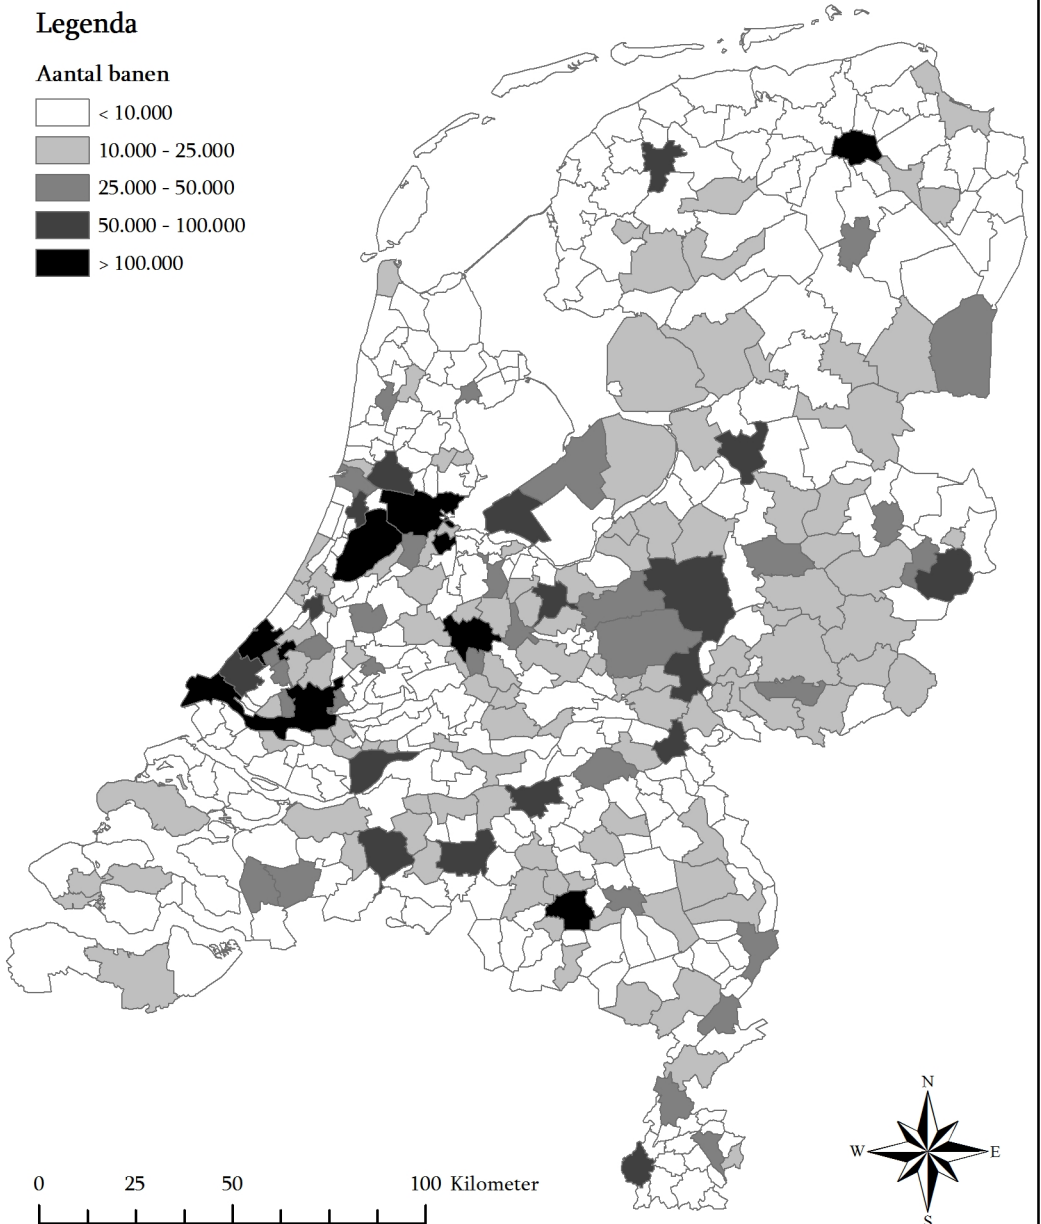 Legenda
Aantal banen
< 10.000
10.000 - 25.000
25.000 - 50.000
50.000 - 100.000
> 100.000
N
W E
S
0 25 50 100 Kilometer